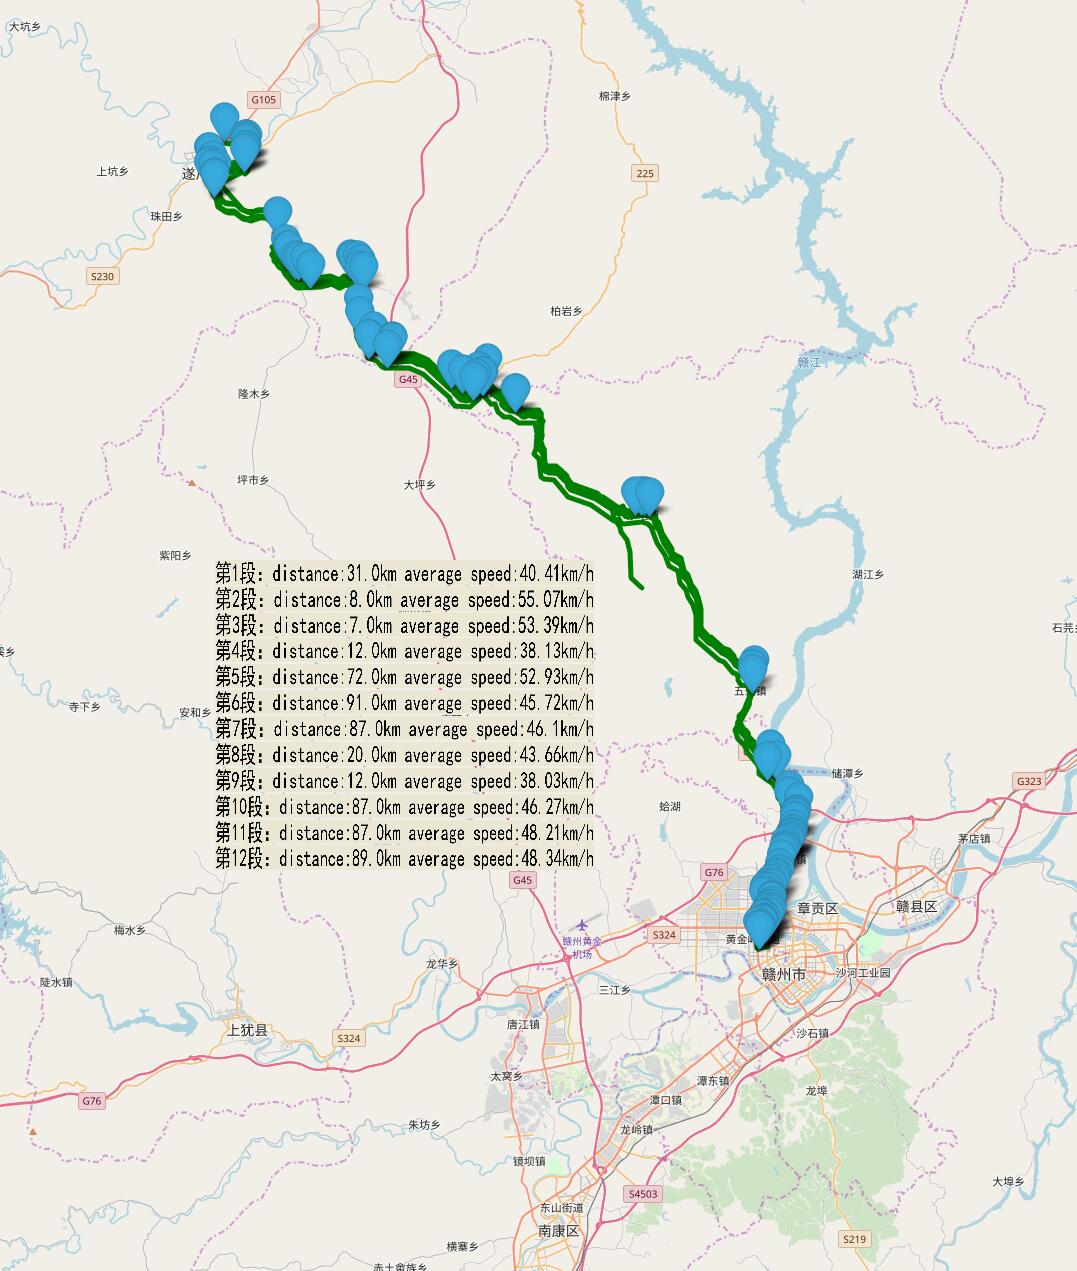 大坑乡
G105
棉津乡
上坑乡
225
珠田乡
S230
柏岩乡
赣江
G45
隆木乡
坪市乡
大坪乡
紫阳乡
湖江乡
第1段: distance:31.0km average speed:40.41km/h
第2段: distance:8.0km average speed:55.07km/h
第3段: distance:7.0km average speed:53.39km/h
第4段: distance:12.0km average speed:38.13km/h
第5段: distance:72.0km average speed:52.93km/h
第6段: distance:91.0km average speed:45.72km/h
第7段: distance:87.0km average speed:46.1km/h
第8段: distance:20.0km average speed:43.66km/h
第9段: distance:12.0km average speed:38.03km/h
第10段: distance:87.0km average speed:46.27km/h
第11段: distance:87.0km average speed:48.21km/h
第12段: distance:89.0km average speed:48.34km/h
寺下乡
安和乡
储潭乡
G323
蛤湖
茅店镇
G76
G45
章贡区
赣县区
梅水乡
S324
赣州黄金
机场
龙华乡
赣州市
沙河工业园
陡水镇
三江乡
上犹县
唐江镇
S324
沙石镇
太窝乡
潭东镇
龙埠
G76
潭口镇
朱坊乡
龙岭镇
镜坝镇
大埠乡
S4503
东山街道
南康区
S219
横寨乡
赤土畲族乡